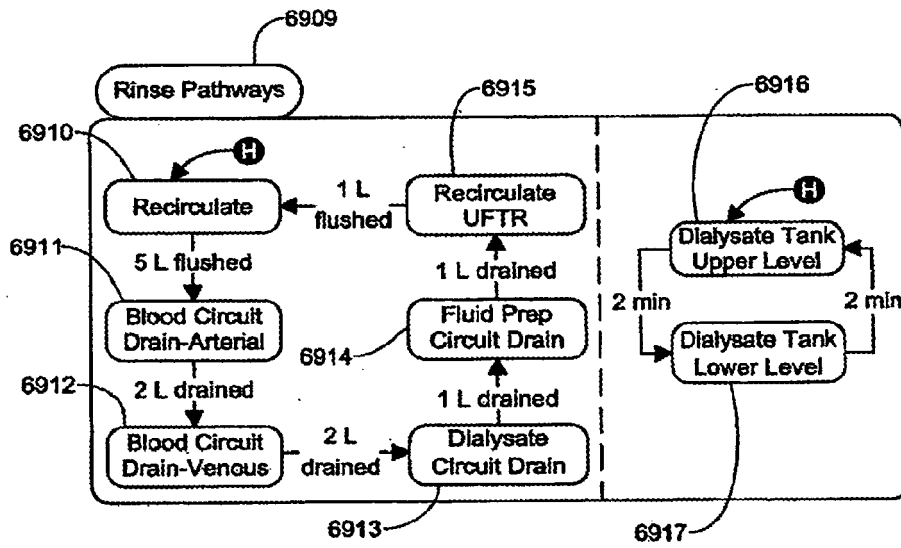 6909
Rinse Pathways
6915
6916
6910
H
Recirculate
1 L
flushed
Recirculate
UFTR
H
Dialysate Tank
Upper Level
6911
5 L flushed
1 L drained
2 min
2 min
Blood Circuit
Drain-Arterial
Fluid Prep
Circuit Drain
6914
Dialysate Tank
Lower Level
6912
2 L drained
1 L drained
Blood Circuit
Drain-Venous
2 L
drained
Dialysate
Circuit Drain
6913
6917